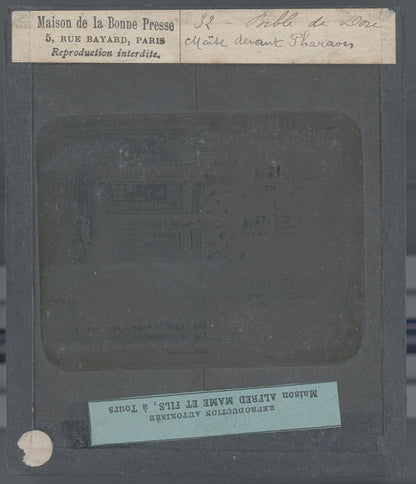 Maison de la Bonne Presse
5, RUE BAYARD, PARIS
Reproduction interdite.
32 - Bible de Doré
Moïse devant Pharaon
REPRODUCTION AUTORISÉE
Maison ALFRED MAME ET FILS, à Tours